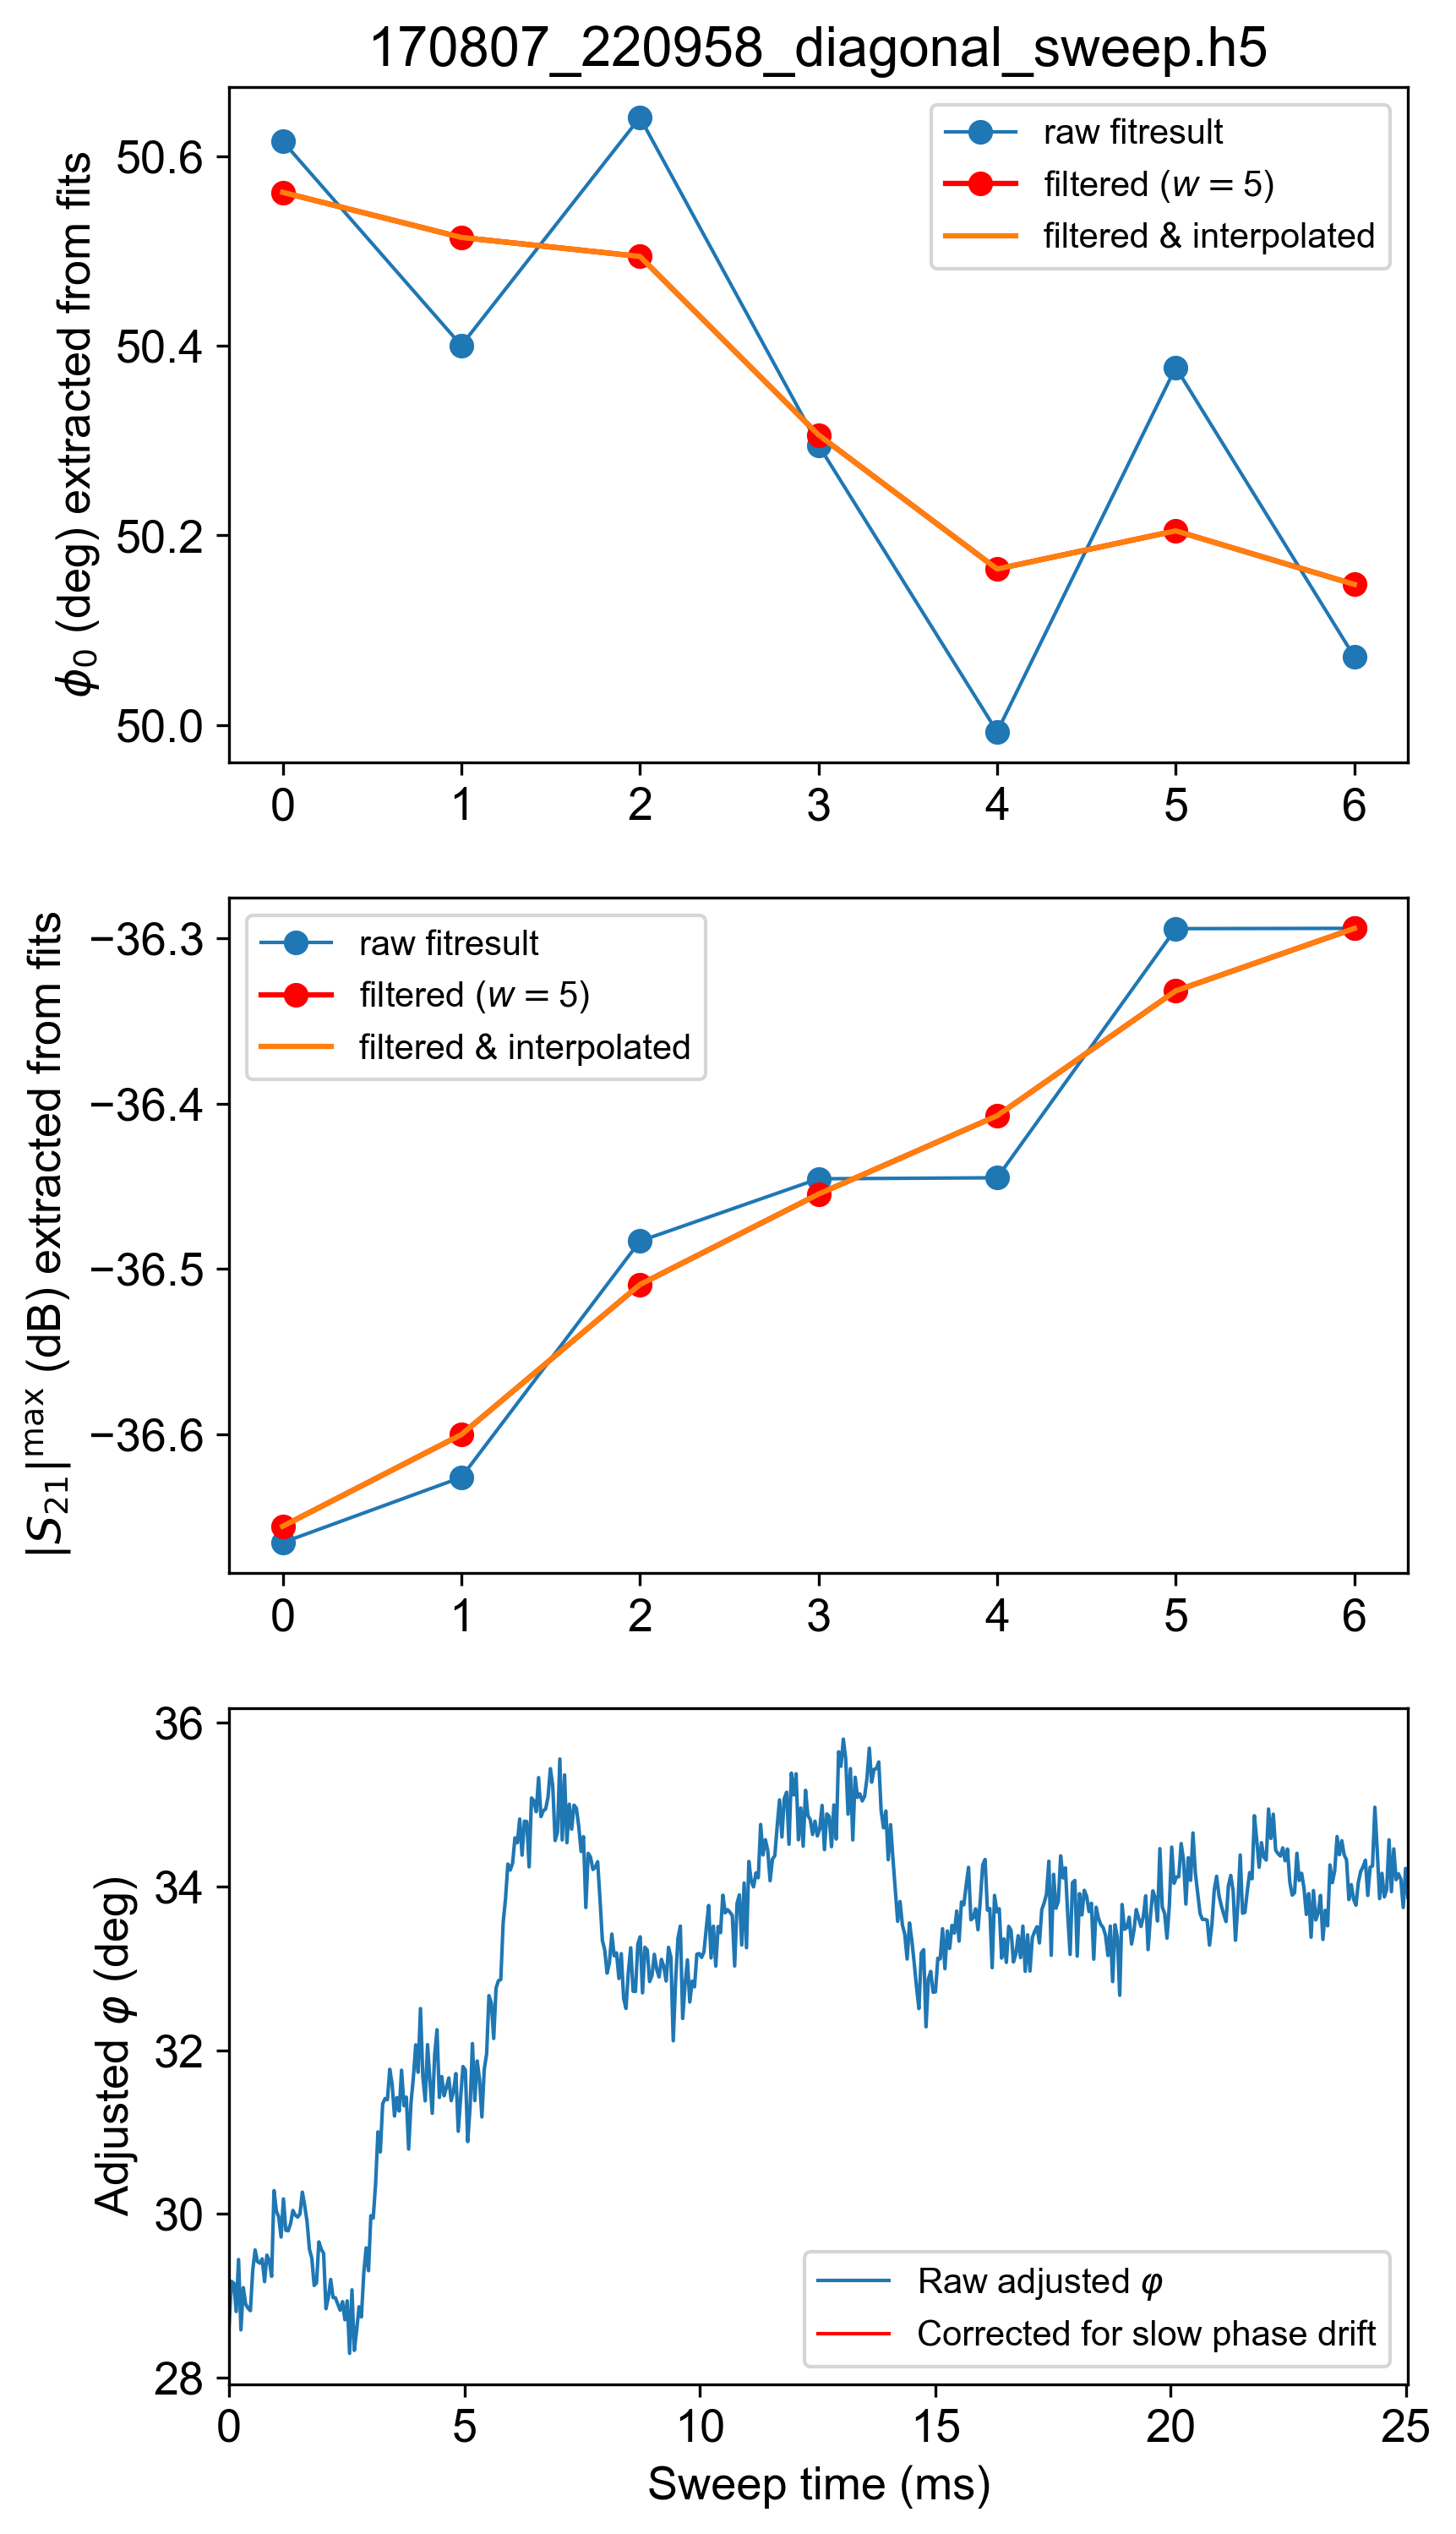 170807_220958_diagonal_sweep.h5
ϕ₀ (deg) extracted from fits
50.6
50.4
50.2
50.0
raw fitresult
filtered (w = 5)
filtered & interpolated
0 1 2 3 4 5 6
|S₂₁|ᵐᵃˣ (dB) extracted from fits
−36.3
−36.4
−36.5
−36.6
raw fitresult
filtered (w = 5)
filtered & interpolated
0 1 2 3 4 5 6
Adjusted φ (deg)
36
34
32
30
28
Raw adjusted φ
Corrected for slow phase drift
0 5 10 15 20 25
Sweep time (ms)